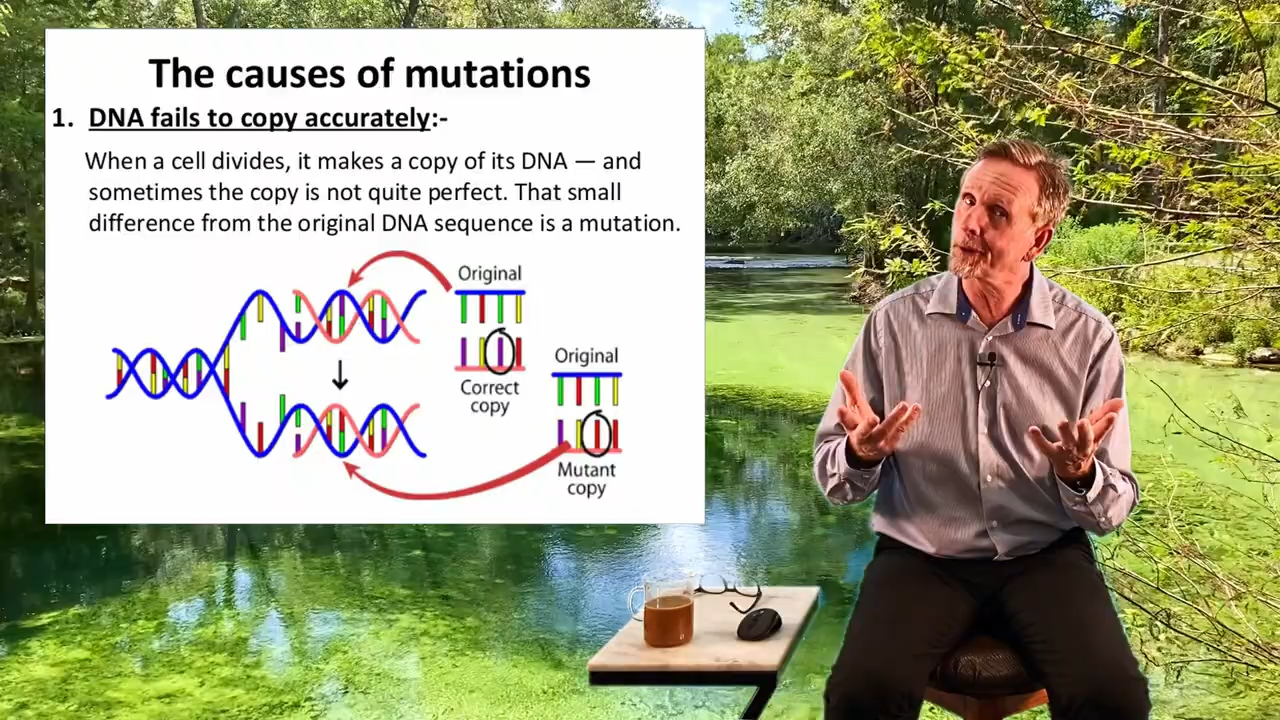 The causes of mutations
1. DNA fails to copy accurately:-
When a cell divides, it makes a copy of its DNA — and
sometimes the copy is not quite perfect. That small
difference from the original DNA sequence is a mutation.
Original
Correct
copy
Original
Mutant
copy